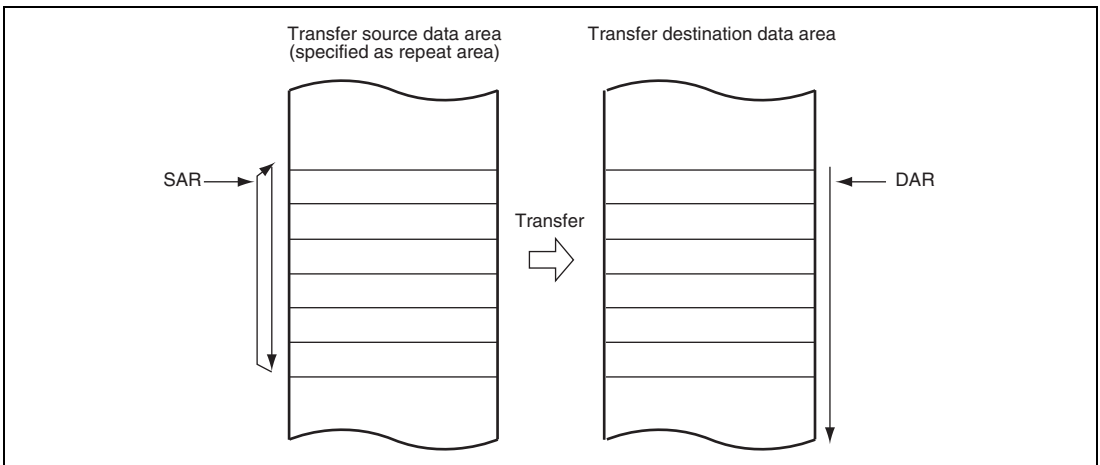 Transfer source data area
(specified as repeat area)
Transfer destination data area
SAR
DAR
Transfer